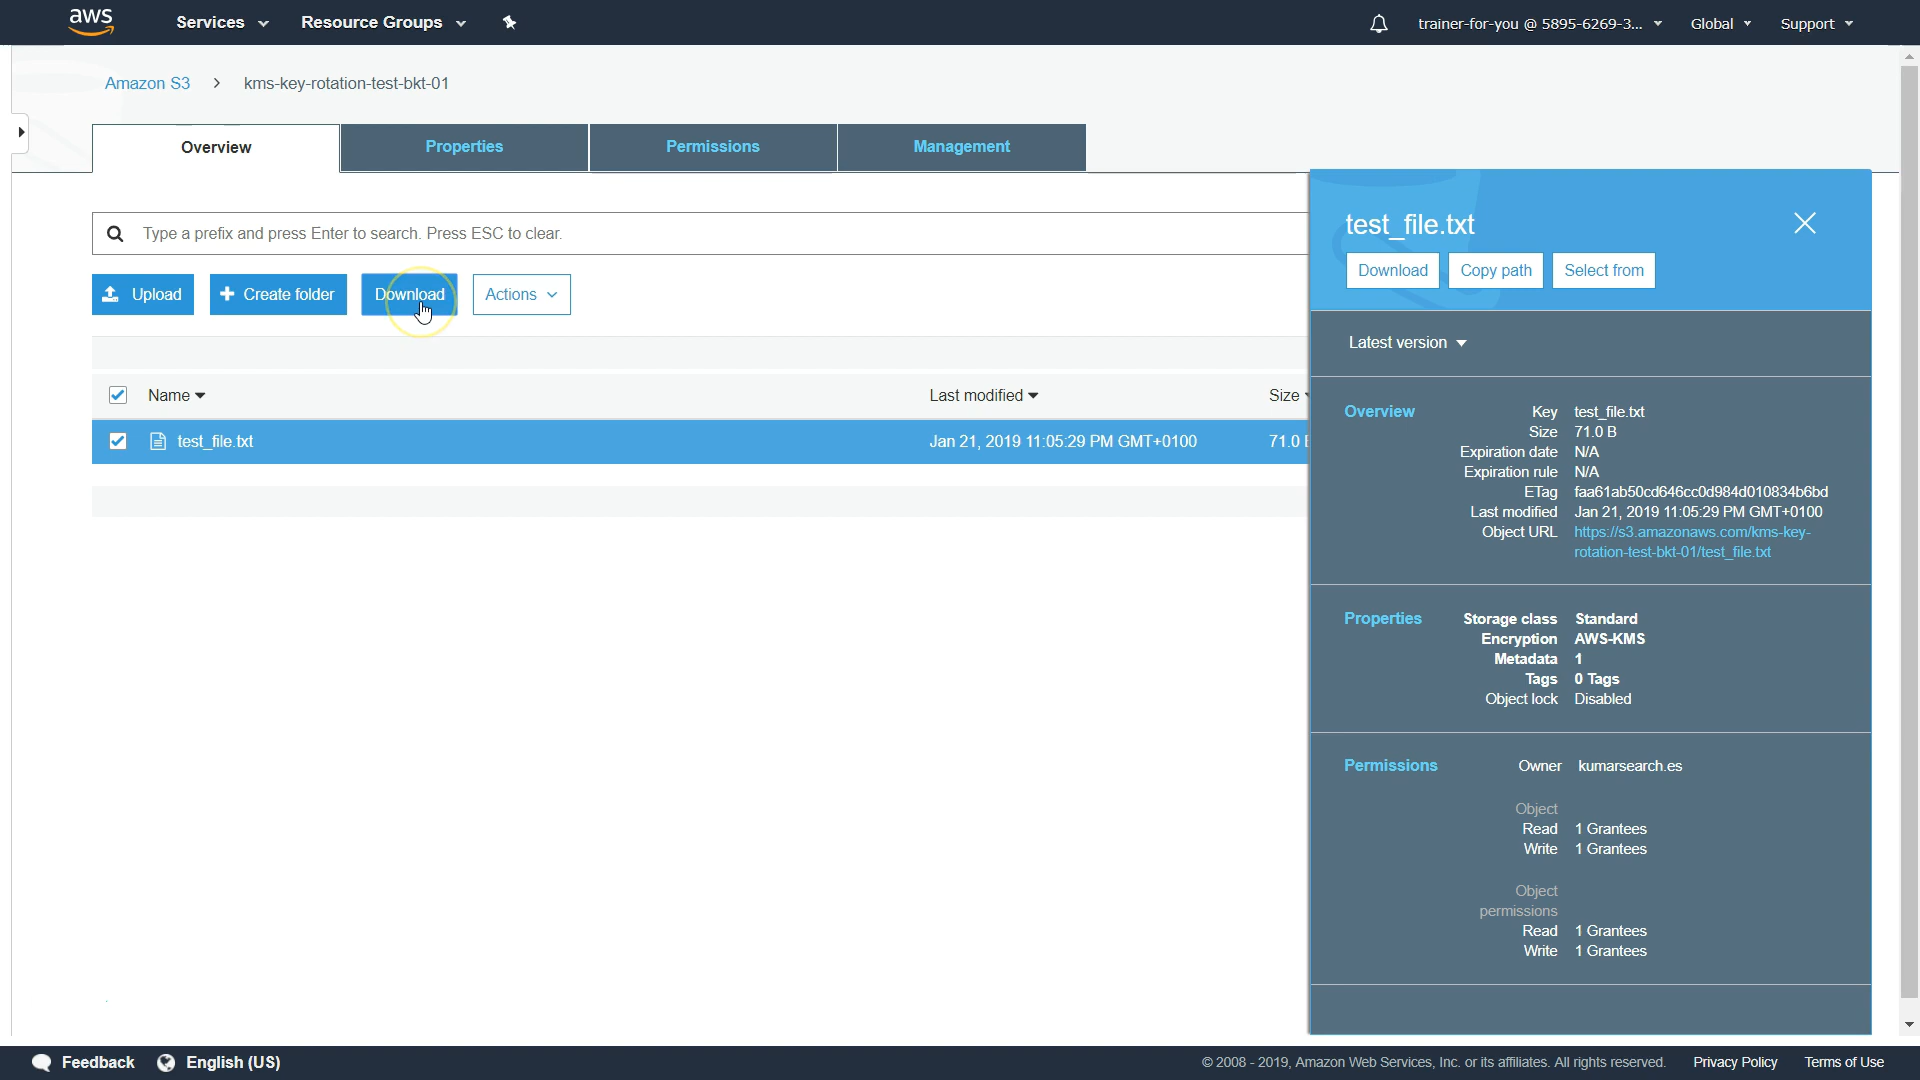 aws Services Resource Groups trainer-for-you @ 5895-6269-3... Global Support
Amazon S3 > kms-key-rotation-test-bkt-01
Overview Properties Permissions Management
Type a prefix and press Enter to search. Press ESC to clear.
Upload + Create folder Download Actions
Name Last modified Size
test_file.txt Jan 21, 2019 11:05:29 PM GMT+0100 71.0
test_file.txt
Download Copy path Select from
Latest version
Overview Key test_file.txt
Size 71.0 B
Expiration date N/A
Expiration rule N/A
ETag faa61ab50cd646cc0d984d010834b6bd
Last modified Jan 21, 2019 11:05:29 PM GMT+0100
Object URL https://s3.amazonaws.com/kms-key-
rotation-test-bkt-01/test_file.txt
Properties Storage class Standard
Encryption AWS-KMS
Metadata 1
Tags 0 Tags
Object lock Disabled
Permissions Owner kumarsearch.es
Object
Read 1 Grantees
Write 1 Grantees
Object
permissions
Read 1 Grantees
Write 1 Grantees
Feedback English (US) © 2008 - 2019, Amazon Web Services, Inc. or its affiliates. All rights reserved. Privacy Policy Terms of Use